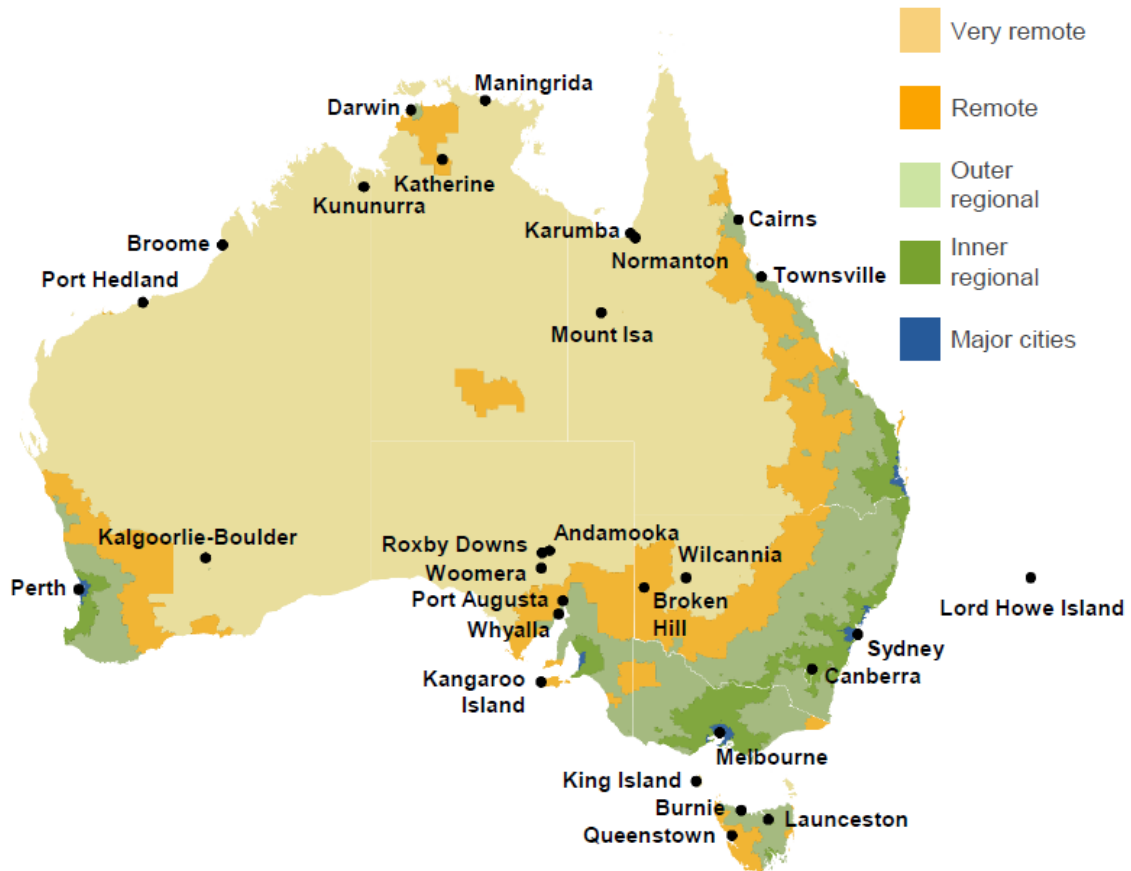 Very remote
Remote
Outer
regional
Inner
regional
Major cities
Maningrida
Darwin
Katherine
Kununurra
Broome
Port Hedland
Karumba
Normanton
Cairns
Townsville
Mount Isa
Kalgoorlie-Boulder
Perth
Andamooka
Roxby Downs
Woomera
Wilcannia
Port Augusta
Whyalla
Broken
Hill
Lord Howe Island
Sydney
Canberra
Kangaroo
Island
Melbourne
King Island
Burnie
Launceston
Queenstown